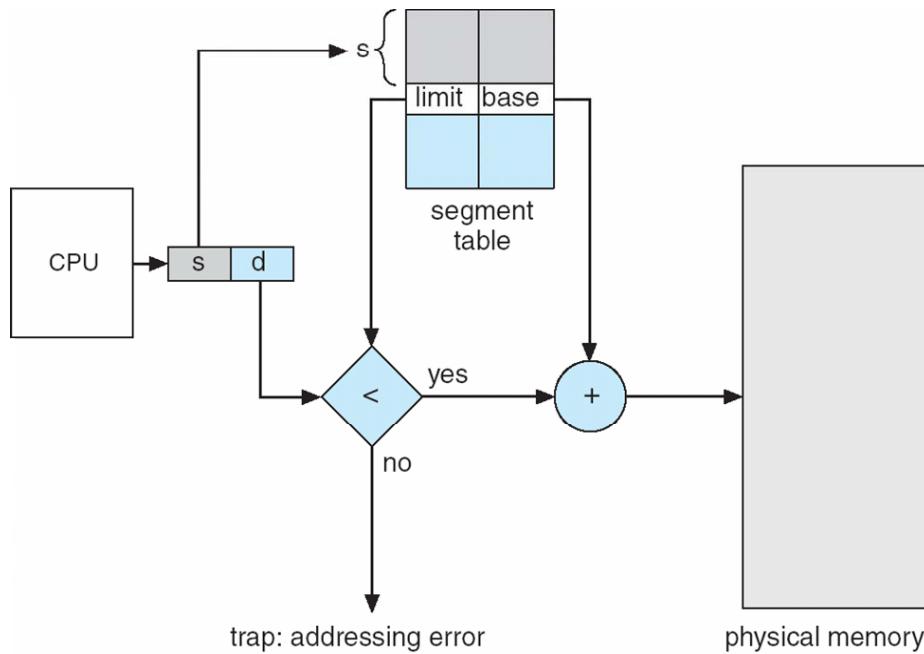 s
limit base
segment
table
CPU
s d
<
yes
+
no
trap: addressing error
physical memory